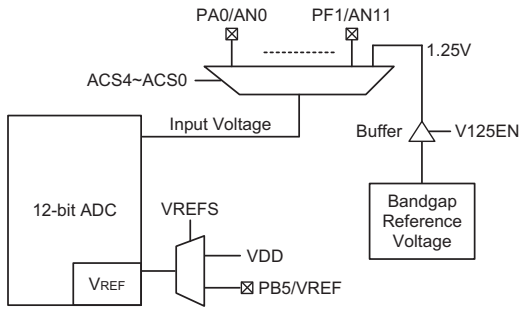 PA0/AN0
PF1/AN11
1.25V
ACS4~ACS0
Input Voltage
Buffer
V125EN
12-bit ADC
VREFS
Bandgap
Reference
Voltage
VDD
VREF
PB5/VREF